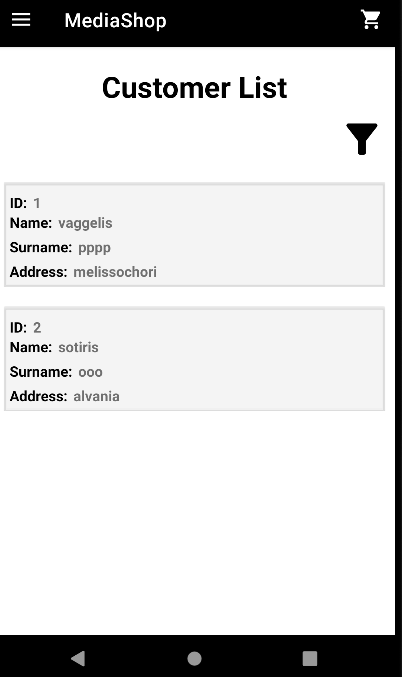 MediaShop
Customer List
ID: 1
Name: vaggelis
Surname: pppp
Address: melissochori
ID: 2
Name: sotiris
Surname: ooo
Address: alvania